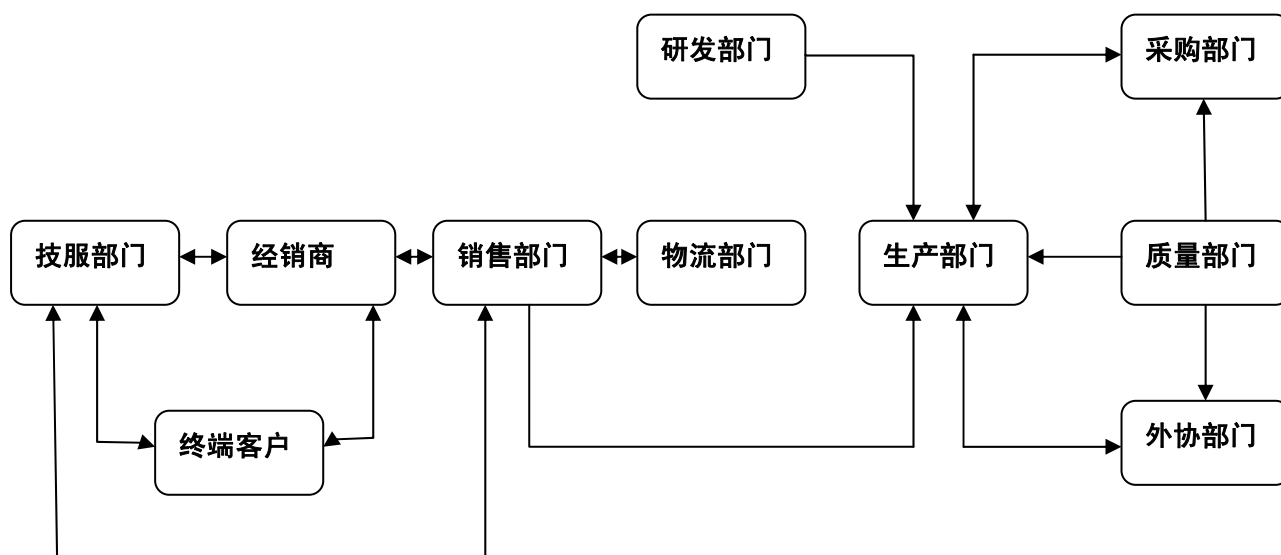 研发部门
采购部门
技服部门
经销商
销售部门
物流部门
生产部门
质量部门
终端客户
外协部门